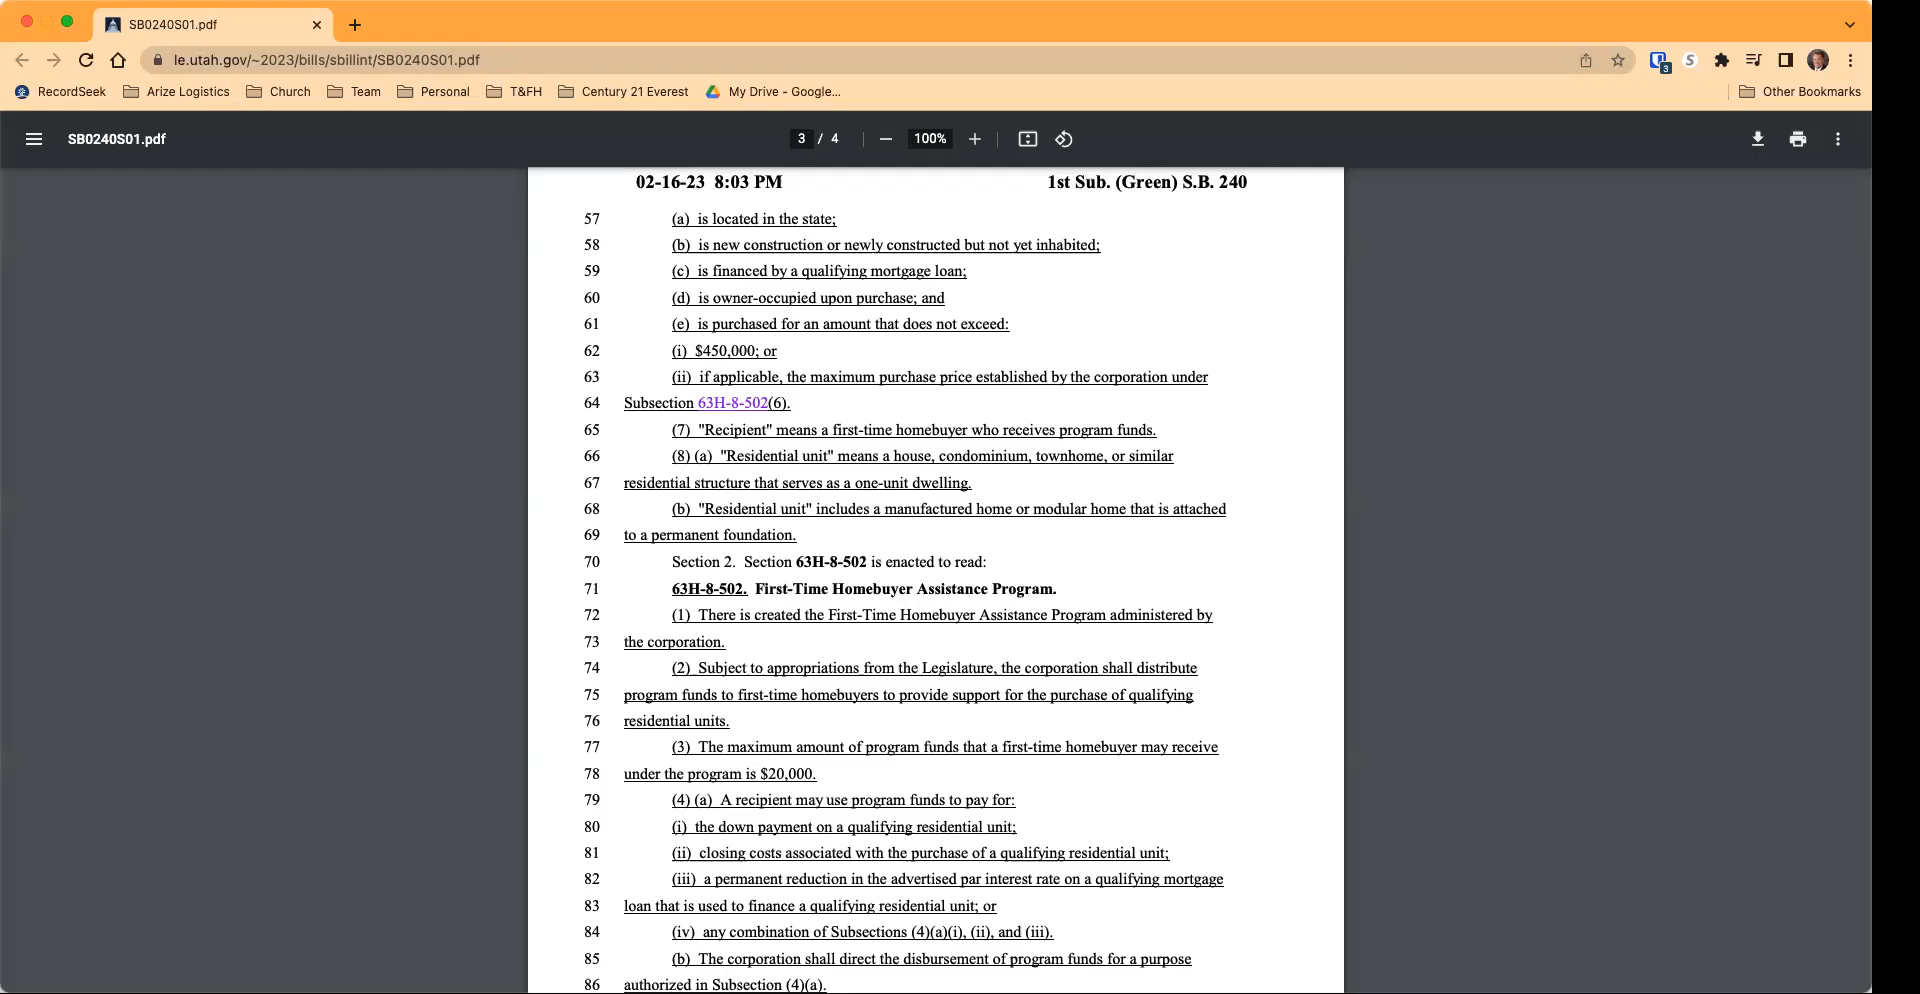 SB0240S01.pdf
le.utah.gov/~2023/bills/sbillint/SB0240S01.pdf
3
S
RecordSeek Arize Logistics Church Team Personal T&FH Century 21 Everest My Drive - Google... Other Bookmarks
SB0240S01.pdf 3 / 4 100%
02-16-23 8:03 PM 1st Sub. (Green) S.B. 240
57 (a) is located in the state;
58 (b) is new construction or newly constructed but not yet inhabited;
59 (c) is financed by a qualifying mortgage loan;
60 (d) is owner-occupied upon purchase; and
61 (e) is purchased for an amount that does not exceed:
62 (i) $450,000; or
63 (ii) if applicable, the maximum purchase price established by the corporation under
64 Subsection 63H-8-502(6).
65 (7) "Recipient" means a first-time homebuyer who receives program funds.
66 (8) (a) "Residential unit" means a house, condominium, townhome, or similar
67 residential structure that serves as a one-unit dwelling.
68 (b) "Residential unit" includes a manufactured home or modular home that is attached
69 to a permanent foundation.
70 Section 2. Section 63H-8-502 is enacted to read:
71 63H-8-502. First-Time Homebuyer Assistance Program.
72 (1) There is created the First-Time Homebuyer Assistance Program administered by
73 the corporation.
74 (2) Subject to appropriations from the Legislature, the corporation shall distribute
75 program funds to first-time homebuyers to provide support for the purchase of qualifying
76 residential units.
77 (3) The maximum amount of program funds that a first-time homebuyer may receive
78 under the program is $20,000.
79 (4) (a) A recipient may use program funds to pay for:
80 (i) the down payment on a qualifying residential unit;
81 (ii) closing costs associated with the purchase of a qualifying residential unit;
82 (iii) a permanent reduction in the advertised par interest rate on a qualifying mortgage
83 loan that is used to finance a qualifying residential unit; or
84 (iv) any combination of Subsections (4)(a)(i), (ii), and (iii).
85 (b) The corporation shall direct the disbursement of program funds for a purpose
86 authorized in Subsection (4)(a).